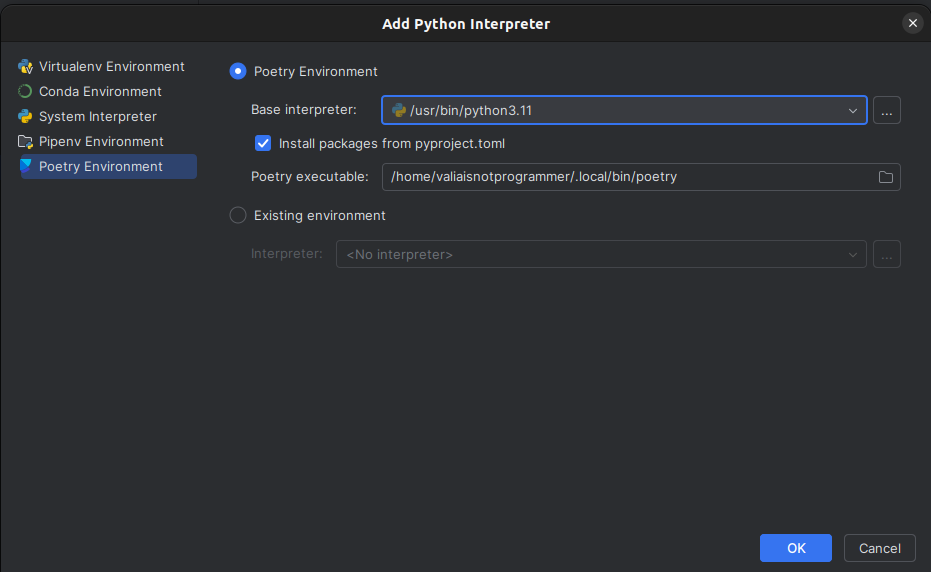 Add Python Interpreter
Virtualenv Environment
Conda Environment
System Interpreter
Pipenv Environment
Poetry Environment
Poetry Environment
Base interpreter: /usr/bin/python3.11 ...
Install packages from pyproject.toml
Poetry executable: /home/valiaisnotprogrammer/.local/bin/poetry
Existing environment
Interpreter: <No interpreter> ...
OK Cancel